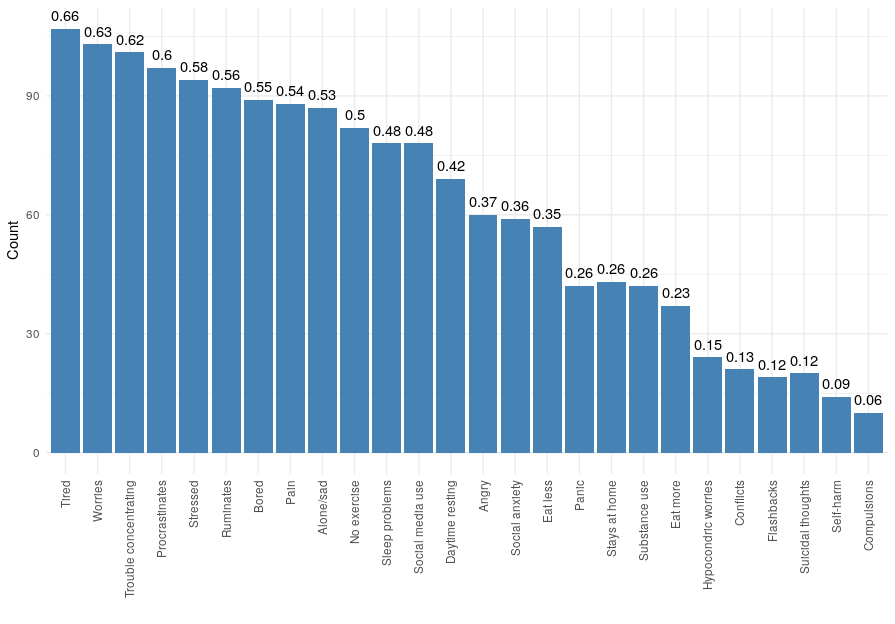 0.66
0.63
0.62
0.6
0.58
0.56
0.55
0.54
0.53
0.5
0.48
0.48
0.42
0.37
0.36
0.35
0.26
0.26
0.26
0.23
0.15
0.13
0.12
0.12
0.09
0.06
Count
90
60
30
0
Tired
Worries
Trouble concentrating
Procrastinates
Stressed
Ruminates
Bored
Pain
Alone/sad
No exercise
Sleep problems
Social media use
Daytime resting
Angry
Social anxiety
Eat less
Panic
Stays at home
Substance use
Eat more
Hypocondric worries
Conflicts
Flashbacks
Suicidal thoughts
Self-harm
Compulsions